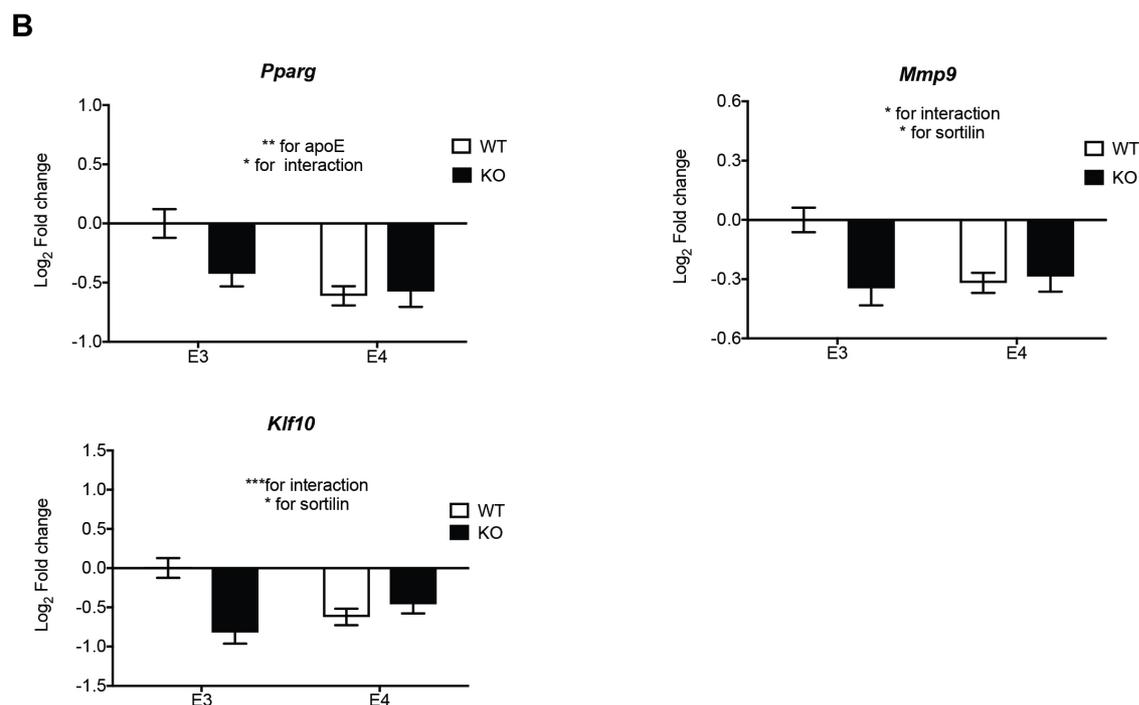 B
Pparg
1.0
0.5
0.0
-0.5
-1.0
Log2 Fold change
** for apoE
* for  interaction
WT
KO
E3
E4
Mmp9
0.6
0.3
0.0
-0.3
-0.6
Log2 Fold change
* for interaction
* for sortilin
WT
KO
E3
E4
Klf10
1.5
1.0
0.5
0.0
-0.5
-1.0
-1.5
Log2 Fold change
***for interaction
* for sortilin
WT
KO
E3
E4